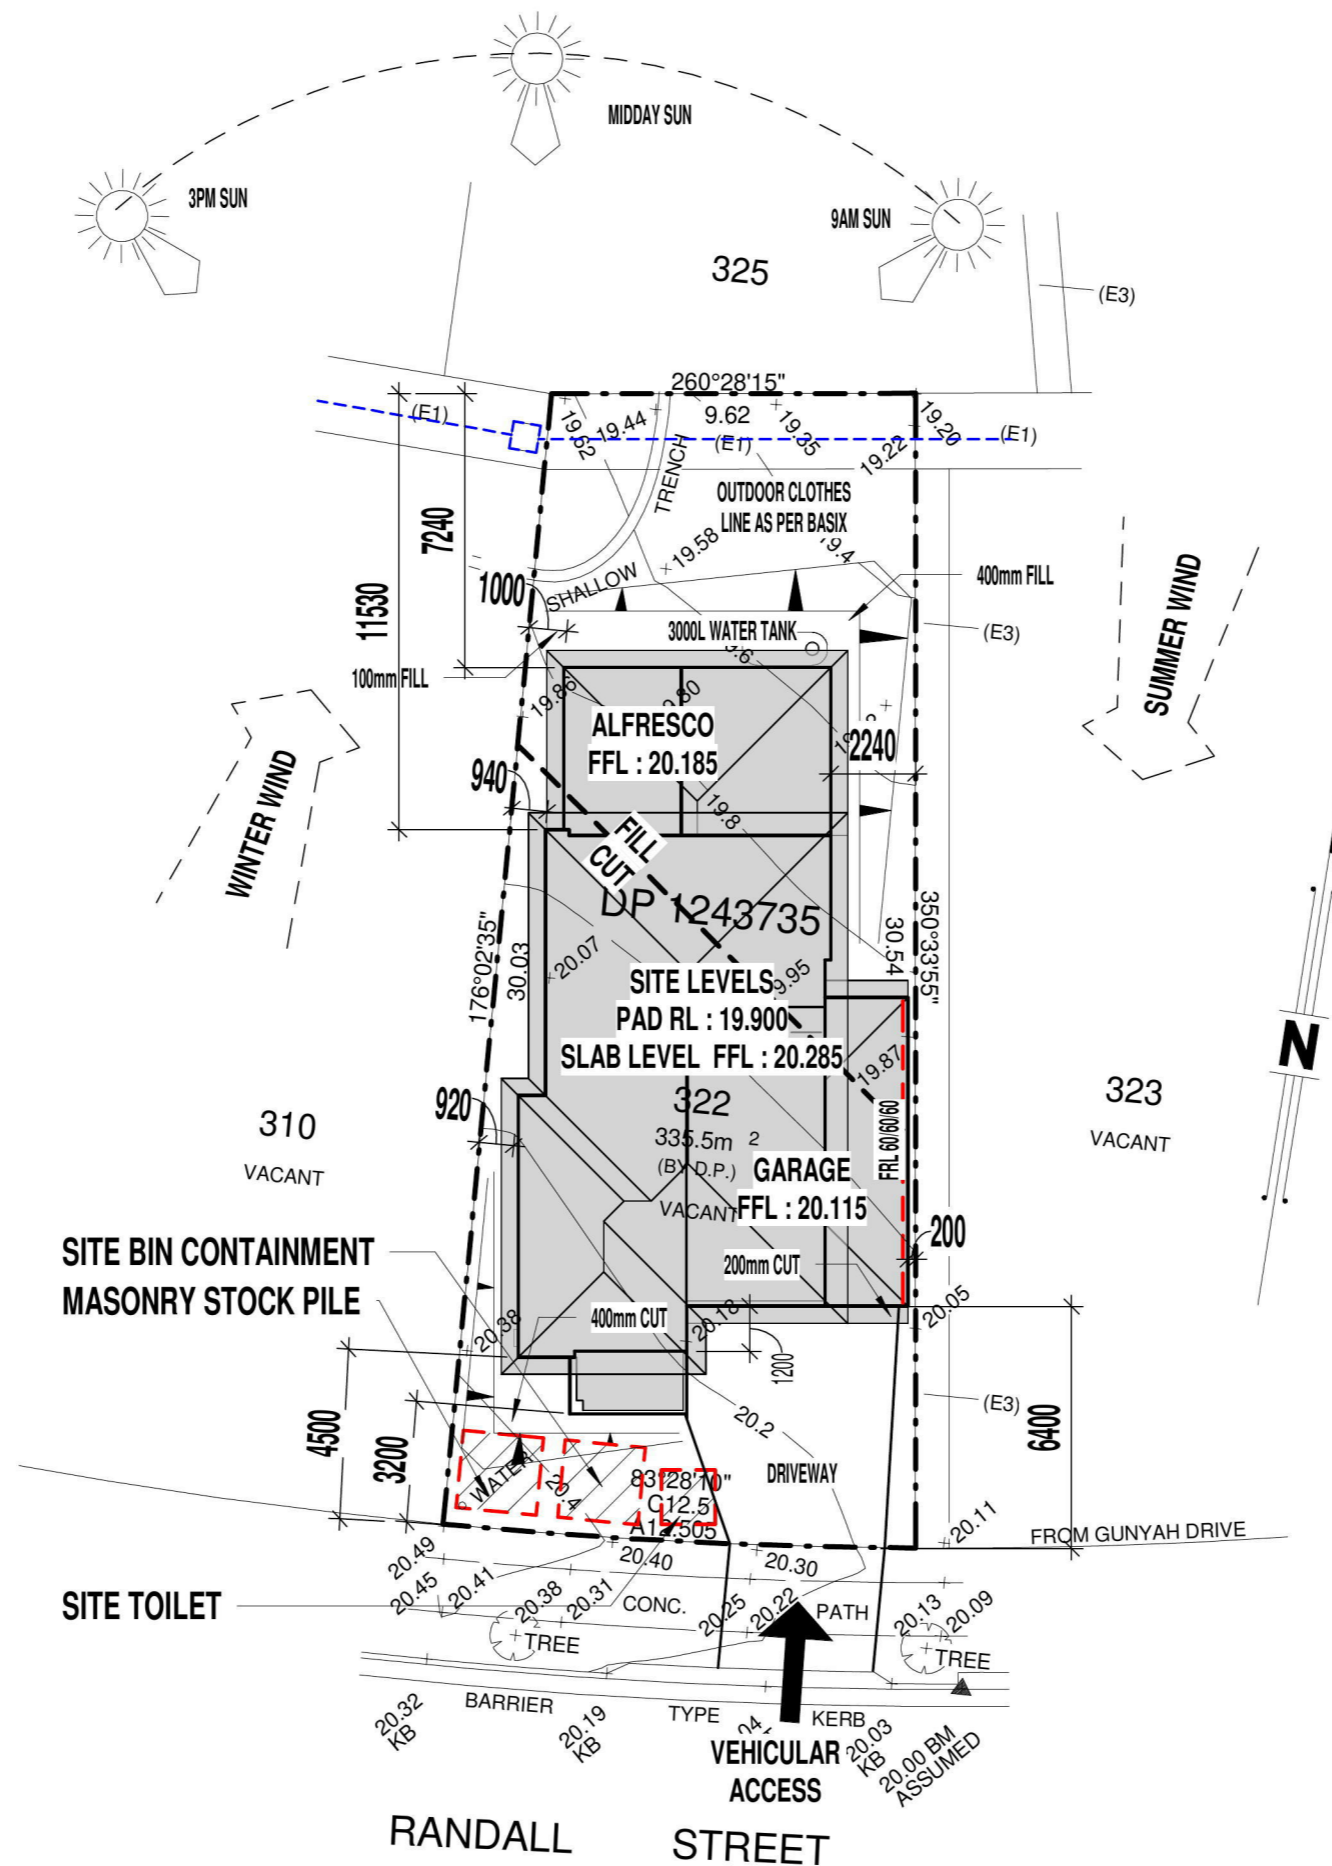 MIDDAY SUN
3PM SUN
9AM SUN
325
(E3)
260°28'15"
(E1)
19.62
19.44
9.62
(E1)
19.35
19.22
19.20
(E1)
TRENCH
OUTDOOR CLOTHES
LINE AS PER BASIX
7240
19.58
19.4
11530
1000
SHALLOW
400mm FILL
3000L WATER TANK
(E3)
100mm FILL
19.86
ALFRESCO
FFL : 20.185
2240
SUMMER WIND
WINTER WIND
940
19.8
FILL
CUT
DP 1243735
176°02'35"
30.03
20.07
30.54
350°33'55"
SITE LEVELS
PAD RL : 19.900
SLAB LEVEL FFL : 20.285
19.87
N
920
322
310
VACANT
335.5m 2
(BY D.P.)
FRL 60/60/60
323
VACANT
GARAGE
FFL : 20.115
VACANT
200
SITE BIN CONTAINMENT
MASONRY STOCK PILE
200mm CUT
400mm CUT
20.38
20.18
20.05
1200
4500
3200
20.2
(E3)
6400
WATER
20.4
83°28'10"
C12.5
A12.505
DRIVEWAY
20.11
FROM GUNYAH DRIVE
20.49
20.40
20.30
20.45
20.41
20.38
20.31
20.25
20.22
20.13
20.09
SITE TOILET
CONC.
PATH
TREE
TREE
BARRIER
TYPE
KERB
20.32
KB
20.19
KB
20.03
KB
20.00 BM
ASSUMED
VEHICULAR
ACCESS
RANDALL STREET